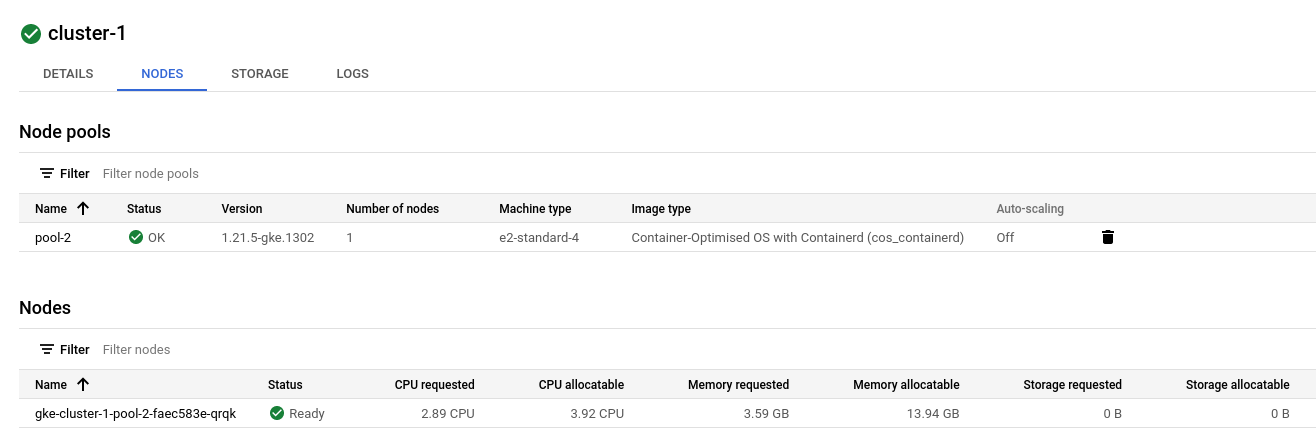 cluster-1
DETAILS NODES STORAGE LOGS
Node pools
Filter Filter node pools
Name Status Version Number of nodes Machine type Image type Auto-scaling
pool-2 OK 1.21.5-gke.1302 1 e2-standard-4 Container-Optimised OS with Containerd (cos_containerd) Off
Nodes
Filter Filter nodes
Name Status CPU requested CPU allocatable Memory requested Memory allocatable Storage requested Storage allocatable
gke-cluster-1-pool-2-faec583e-qrqk Ready 2.89 CPU 3.92 CPU 3.59 GB 13.94 GB 0 B 0 B